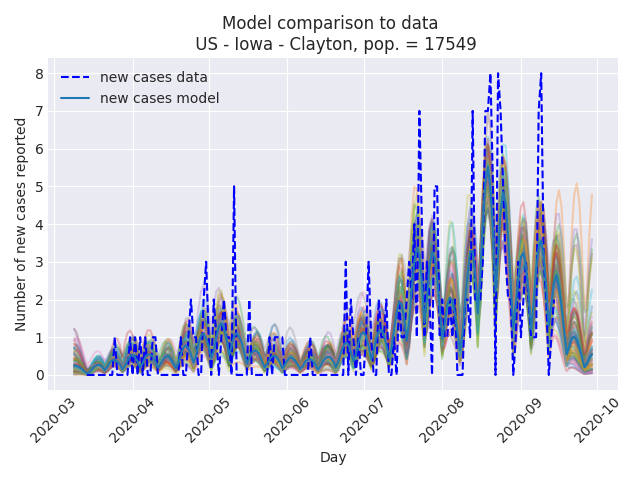 Model comparison to data
US - Iowa - Clayton, pop. = 17549
new cases data
new cases model
Number of new cases reported
8
7
6
5
4
3
2
1
0
2020-03
2020-04
2020-05
2020-06
2020-07
2020-08
2020-09
2020-10
Day